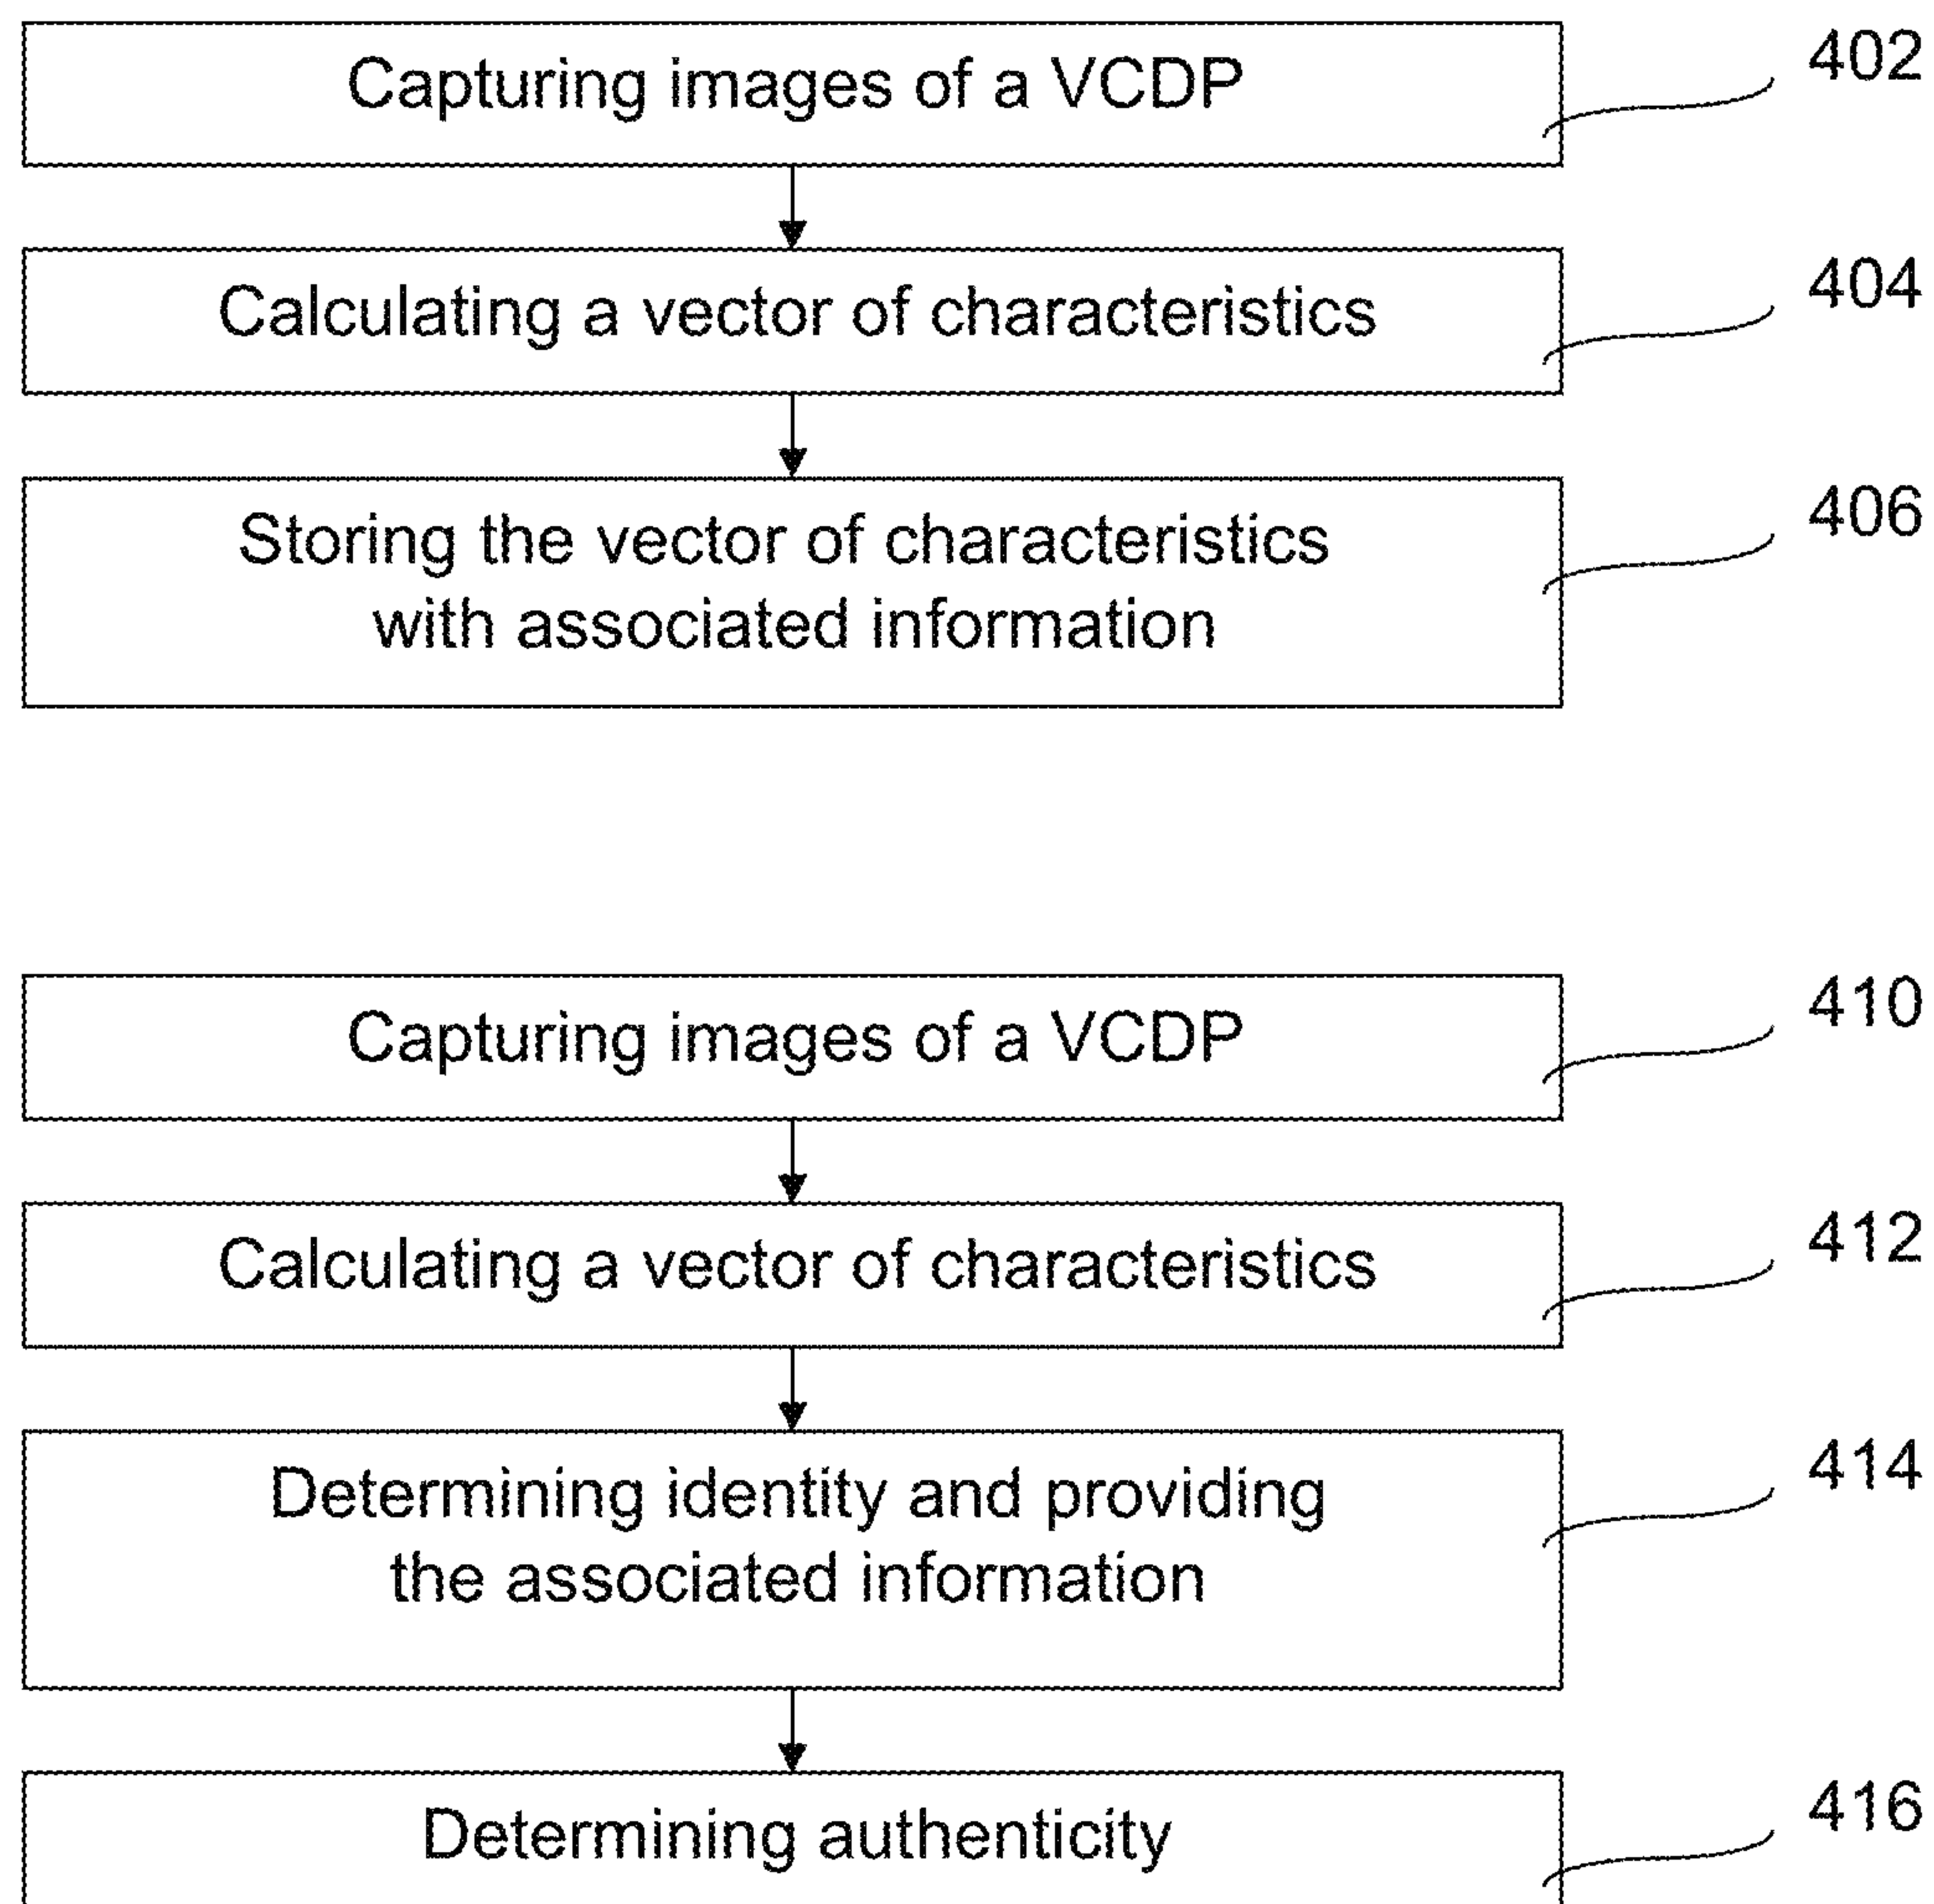 Capturing images of a VCDP
402
Calculating a vector of characteristics
404
Storing the vector of characteristics
with associated information
406
Capturing images of a VCDP
410
Calculating a vector of characteristics
412
Determining identity and providing
the associated information
414
Determining authenticity
416